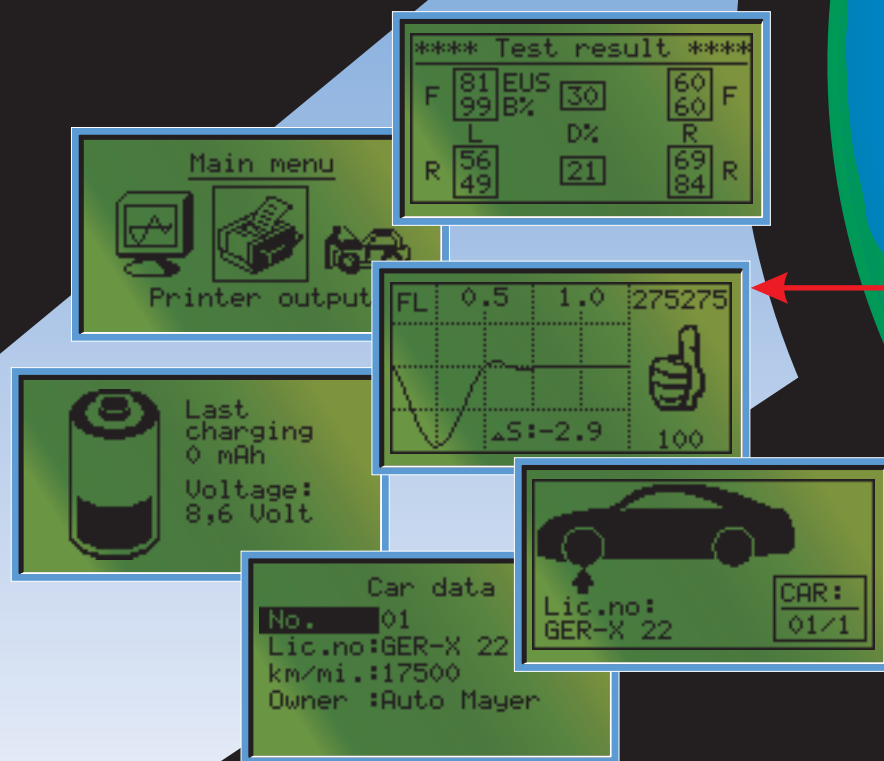 **** Test result ****
F 81 EUS 30 60 F
99 B% 60
L D% R
R 56 21 69 R
49 84
Main menu
Printer output
FL 0.5 1.0 275275
▵S:-2.9 100
Last
charging
0 mAh
Voltage:
8,6 Volt
Lic.no:
GER-X 22
CAR:
01/1
Car data
No. 01
Lic.no:GER-X 22
km/mi.:17500
Owner :Auto Mayer